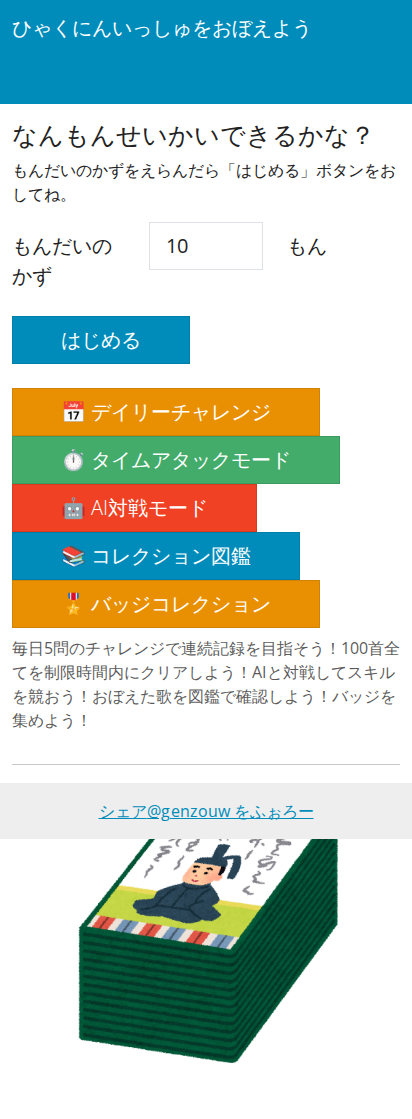 ひゃくにんいっしゅをおぼえよう
なんもんせいかいできるかな？
もんだいのかずをえらんだら「はじめる」ボタンをお
してね。
もんだいの
かず
10
もん
はじめる
📅 デイリーチャレンジ
⏱️ タイムアタックモード
🤖 AI対戦モード
📚 コレクション図鑑
🎖️ バッジコレクション
毎日5問のチャレンジで連続記録を目指そう！100首全
てを制限時間内にクリアしよう！AIと対戦してスキル
を競おう！おぼえた歌を図鑑で確認しよう！バッジを
集めよう！
シェア@genzouw をふぉろー